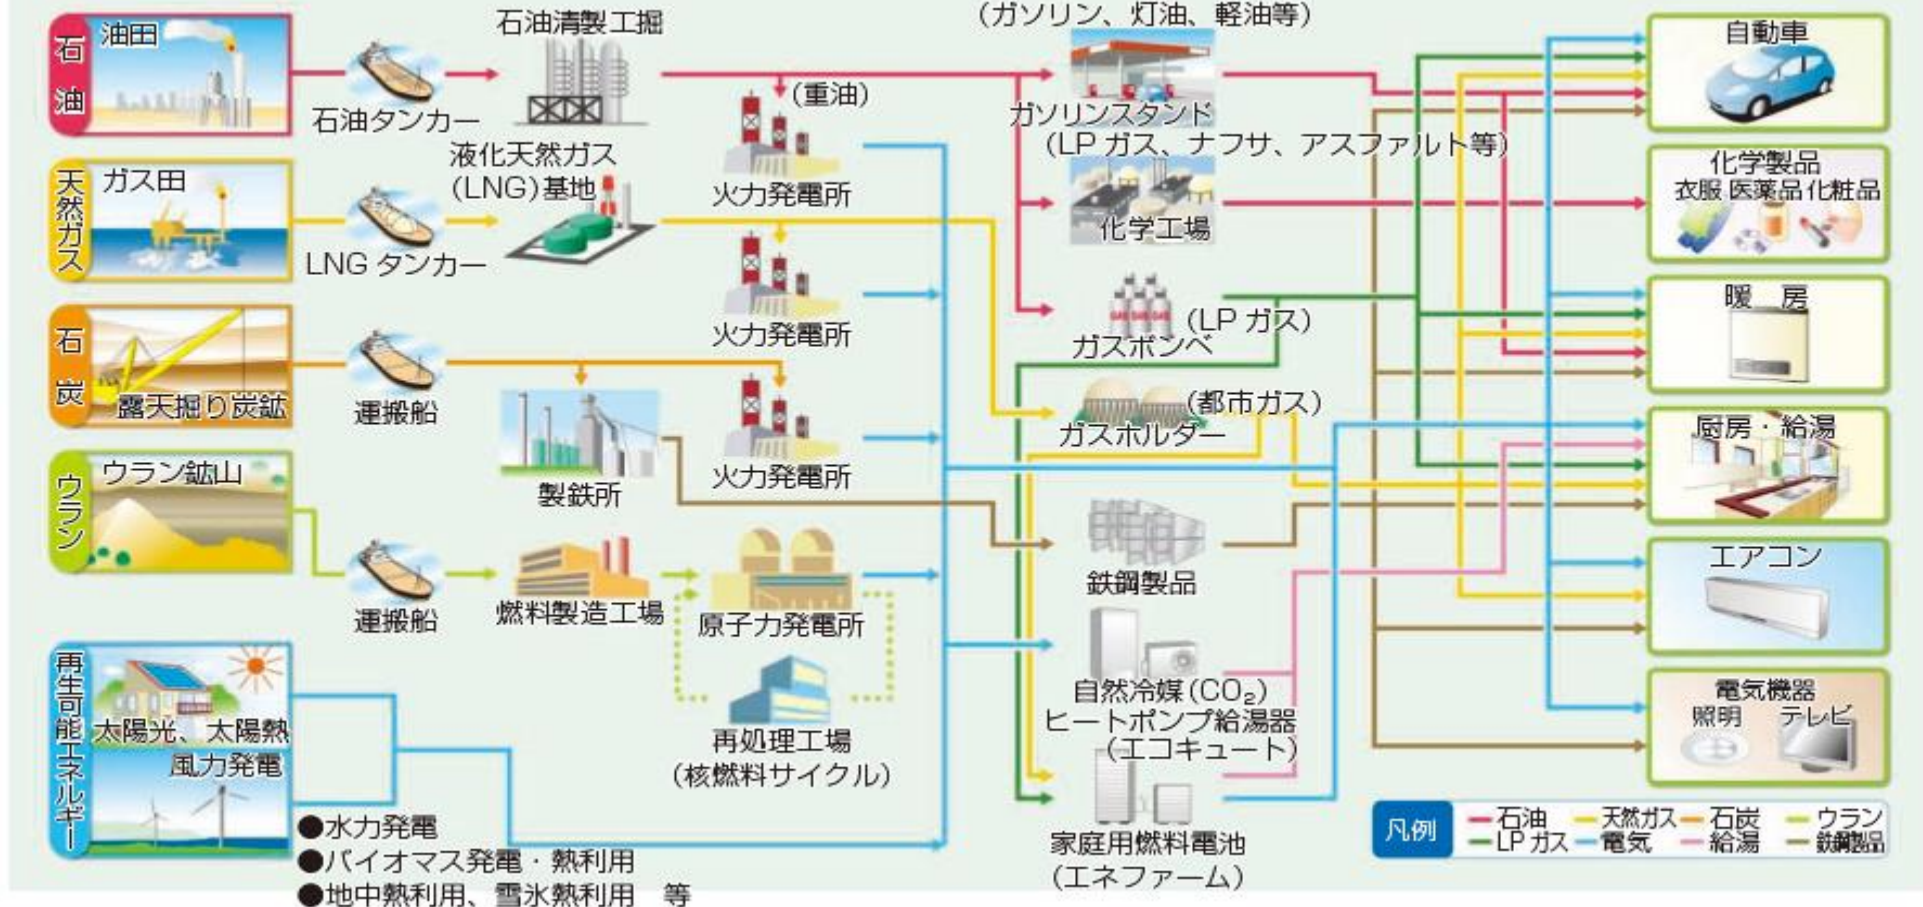 石油
油田
石油タンカー
石油清製工掘
(重油)
火力発電所
(ガソリン、灯油、軽油等)
ガソリンスタンド
(LPガス、ナフサ、アスファルト等)
化学工場
(LPガス)
ガスボンベ
天然ガス
ガス田
LNGタンカー
液化天然ガス
(LNG)基地
火力発電所
(都市ガス)
ガスホルダー
石炭
露天掘り炭鉱
運搬船
製鉄所
火力発電所
鉄鋼製品
ウラン
ウラン鉱山
運搬船
燃料製造工場
原子力発電所
再処理工場
(核燃料サイクル)
自然冷媒(CO₂)
ヒートポンプ給湯器
(エコキュート)
家庭用燃料電池
(エネファーム)
再生可能エネルギー
太陽光、太陽熱
風力発電
●水力発電
●バイオマス発電・熱利用
●地中熱利用、雪氷熱利用 等
自動車
化学製品
衣服 医薬品 化粧品
暖 房
厨房・給湯
エアコン
電気機器
照明 テレビ
凡例
石油 天然ガス 石炭 ウラン
LPガス 電気 給湯 鉄鋼製品
GAS GAS GAS